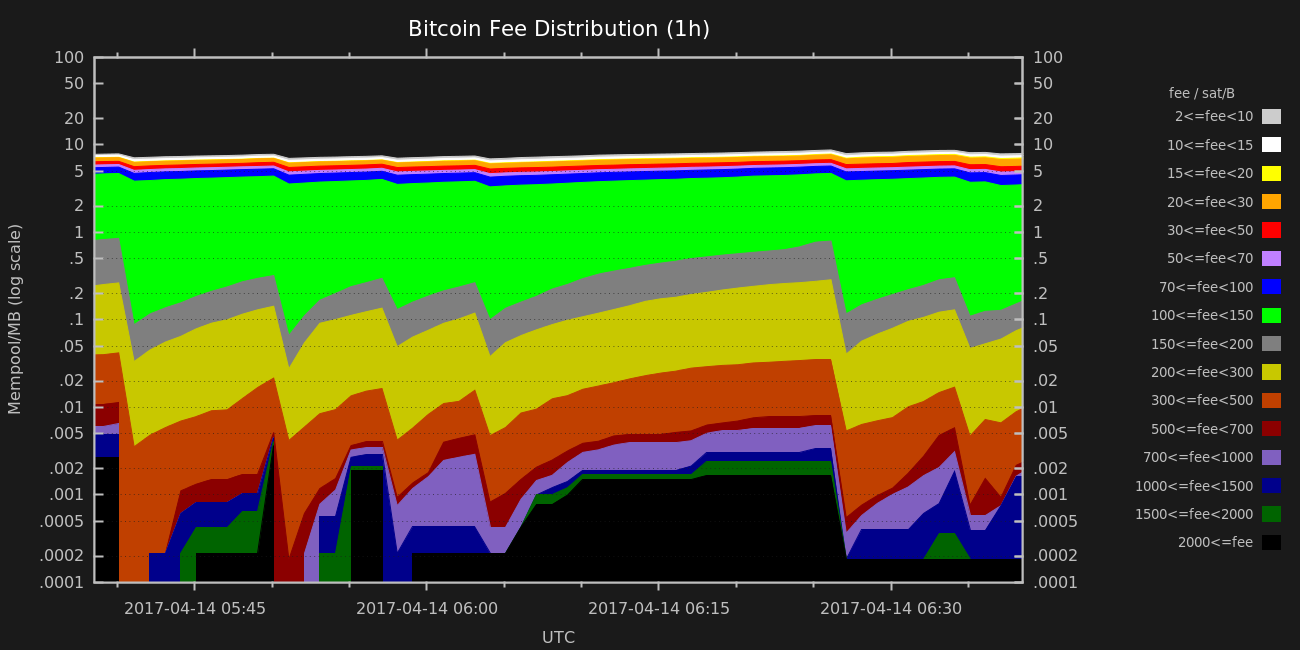 Bitcoin Fee Distribution (1h)
Mempool/MB (log scale)
100
50
20
10
5
2
1
.5
.2
.1
.05
.02
.01
.005
.002
.001
.0005
.0002
.0001
100
50
20
10
5
2
1
.5
.2
.1
.05
.02
.01
.005
.002
.001
.0005
.0002
.0001
2017-04-14 05:45 2017-04-14 06:00 2017-04-14 06:15 2017-04-14 06:30
UTC
fee / sat/B
2<=fee<10
10<=fee<15
15<=fee<20
20<=fee<30
30<=fee<50
50<=fee<70
70<=fee<100
100<=fee<150
150<=fee<200
200<=fee<300
300<=fee<500
500<=fee<700
700<=fee<1000
1000<=fee<1500
1500<=fee<2000
2000<=fee